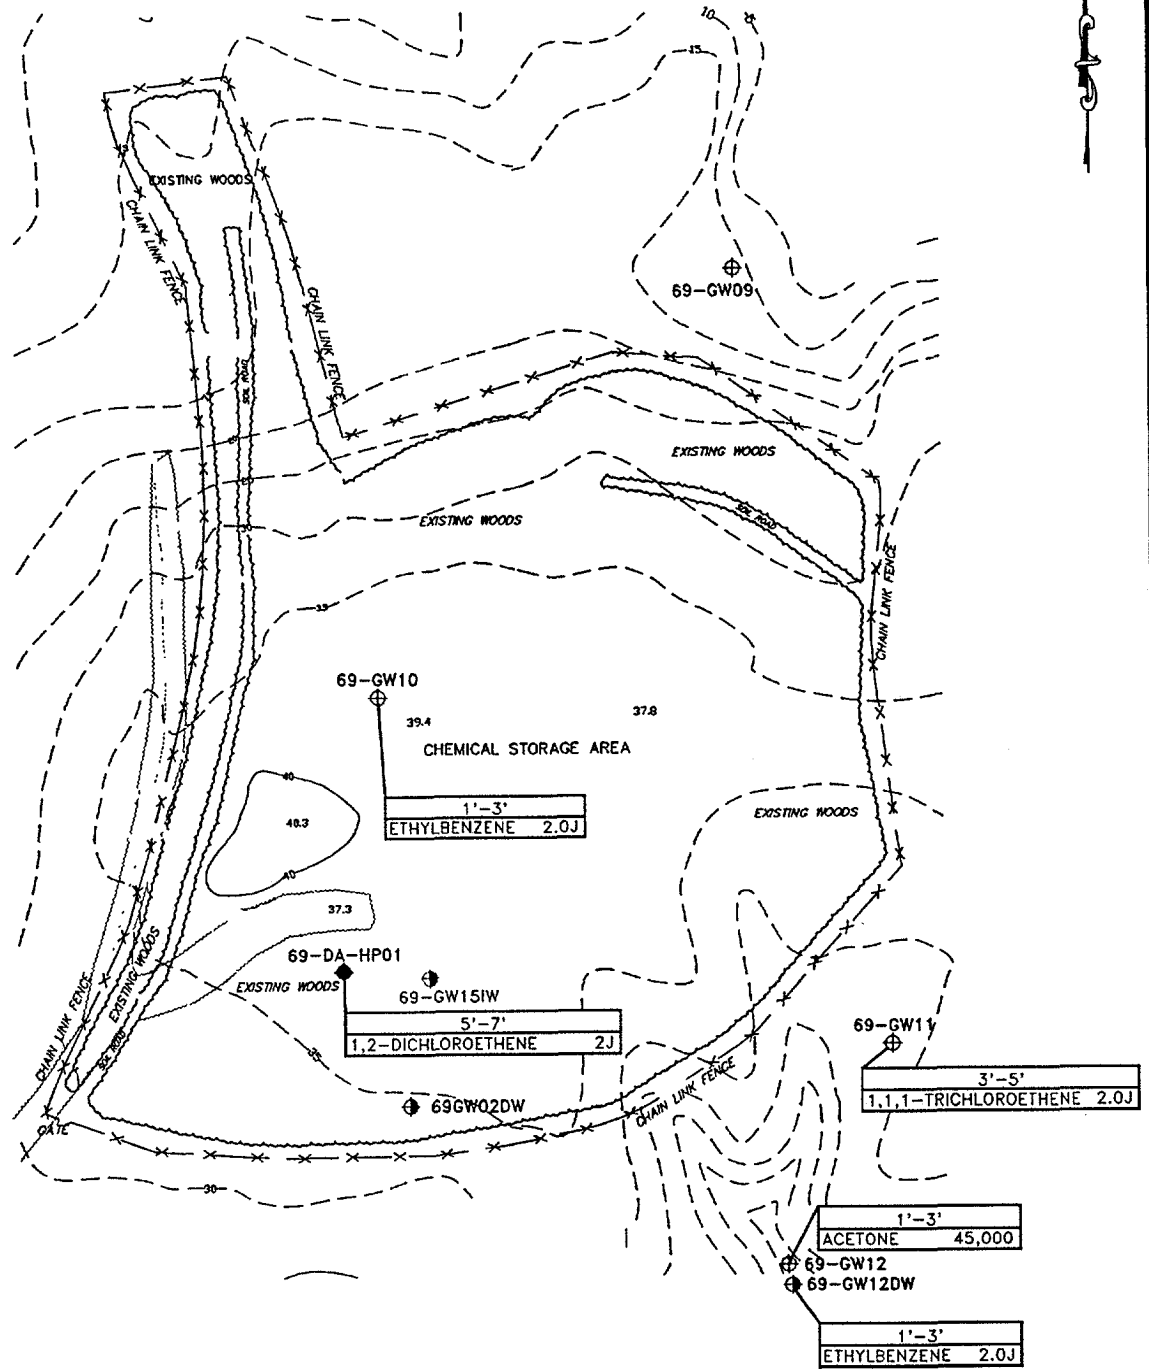 10
15
EXISTING WOODS
CHAIN LINK FENCE
CHAIN LINK FENCE
69-GW09
SOIL ROAD
EXISTING WOODS
EXISTING WOODS
SOIL ROAD
30
CHAIN LINK FENCE
35
69-GW10
39.4
37.8
CHEMICAL STORAGE AREA
1'-3'
ETHYLBENZENE 2.0J
40
40.3
40
EXISTING WOODS
37.3
69-DA-HP01
EXISTING WOODS
69-GW15IW
5'-7'
1,2-DICHLOROETHENE 2J
EXISTING WOODS
CHAIN LINK FENCE
SOIL ROAD
35
69GW02DW
GATE
CHAIN LINK FENCE
69-GW11
3'-5'
1,1,1-TRICHLOROETHENE 2.0J
30
1'-3'
ACETONE 45,000
69-GW12
69-GW12DW
1'-3'
ETHYLBENZENE 2.0J